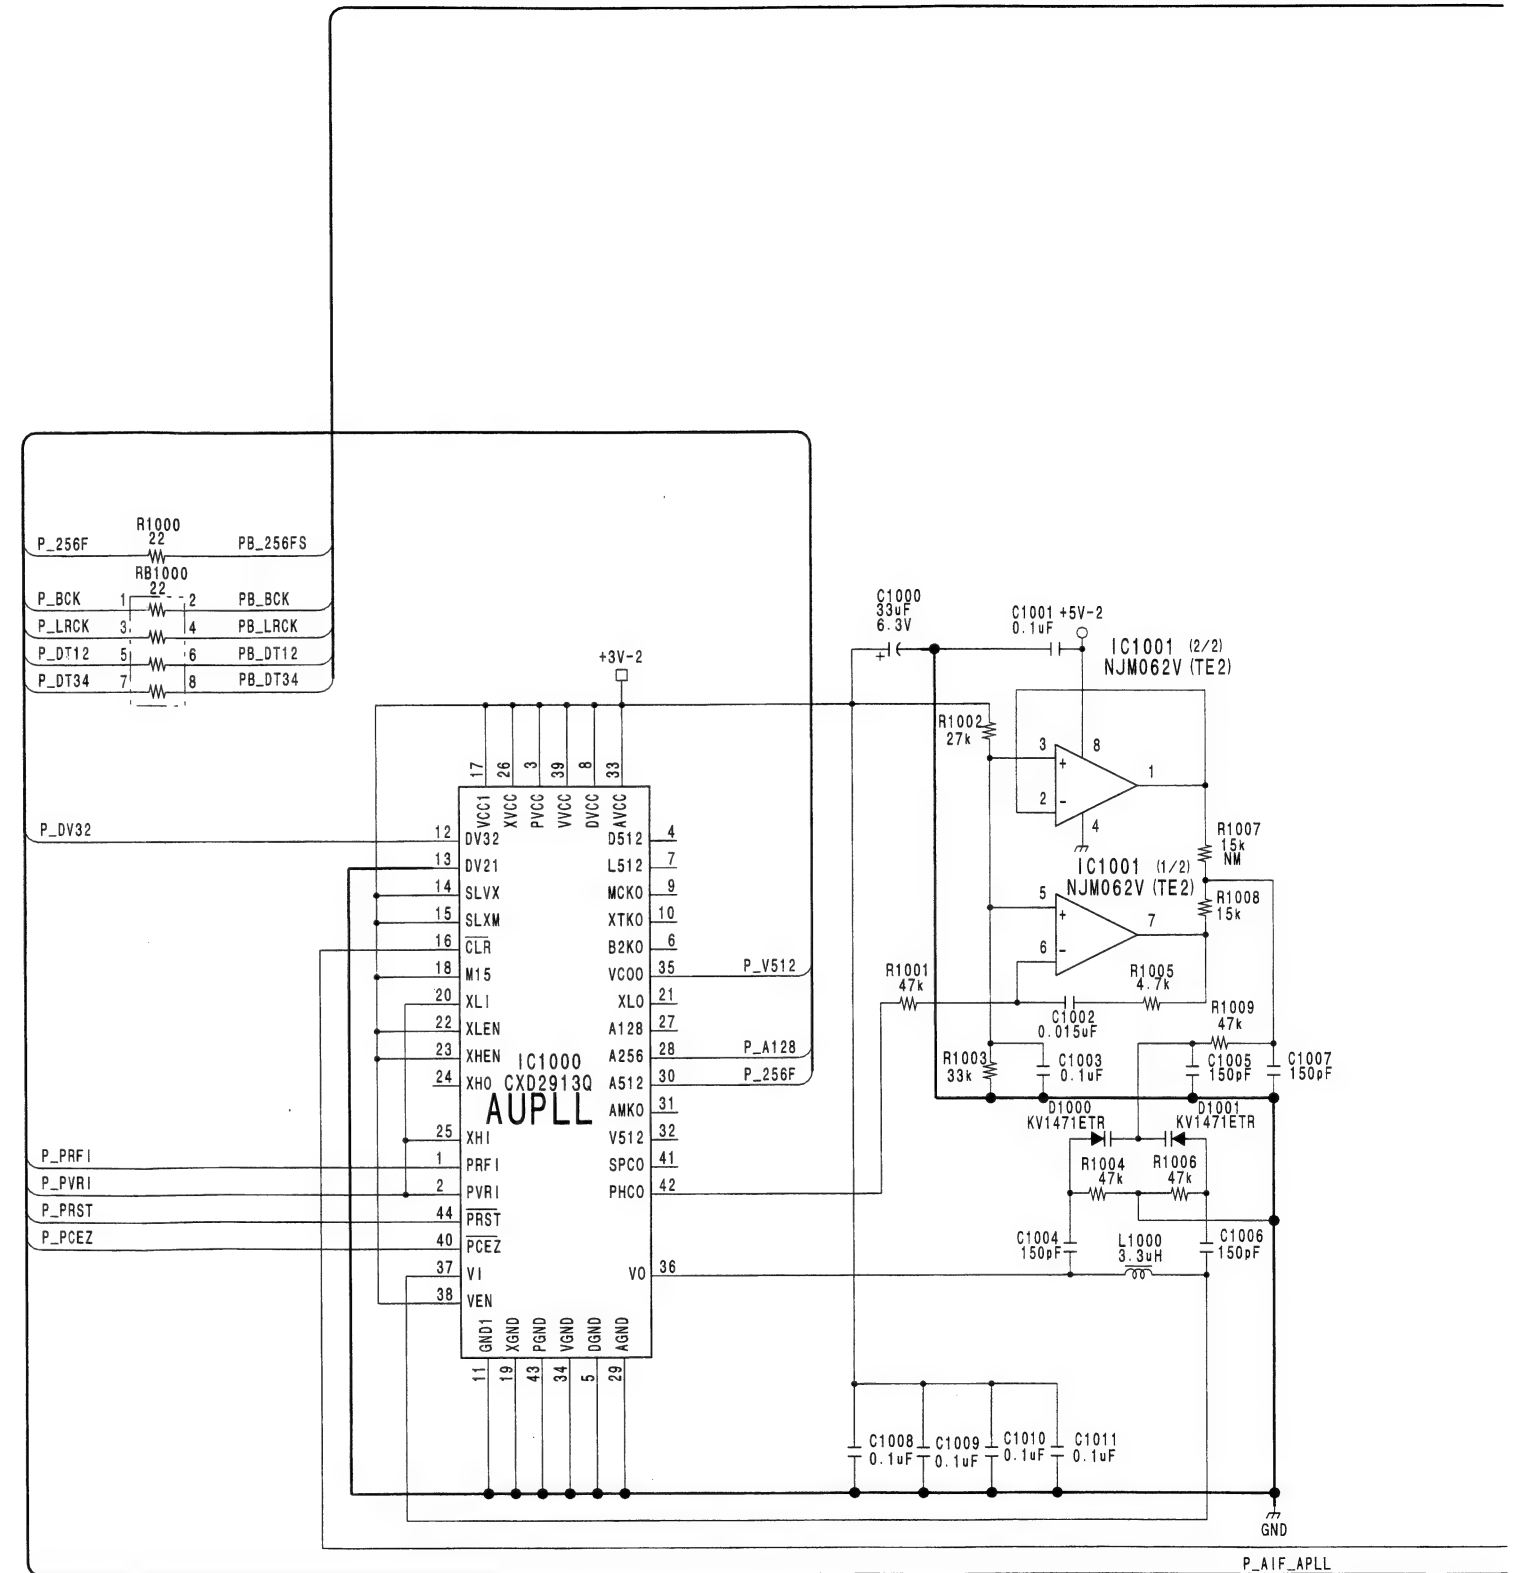 R1000
22
P_256F PB_256FS
RB1000
22
P_BCK 1 2 PB_BCK
P_LRCK 3 4 PB_LRCK
P_DT12 5 6 PB_DT12
P_DT34 7 8 PB_DT34
+3V-2
C1000
33uF
6.3V
C1001
0.1uF
+5V-2
IC1001 (2/2)
NJM062V (TE2)
R1002
27k
3
8
+
1
2
-
4
R1007
15k
NM
IC1001 (1/2)
NJM062V (TE2)
R1008
15k
5
+
7
6
-
R1001
47k
R1005
4.7k
C1002
0.015uF
R1009
47k
R1003
33k
C1003
0.1uF
C1005
150pF
C1007
150pF
D1000
KV1471ETR
D1001
KV1471ETR
R1004
47k
R1006
47k
C1004
150pF
L1000
3.3uH
C1006
150pF
17 26 3 39 8 33
VCC1 XVCC PVCC VVCC DVCC AVCC
P_DV32 12 DV32
13 DV21
14 SLVX
15 SLXM
16 CLR
18 M15
20 XLI
22 XLEN
23 XHEN
24 XHO
25 XHI
P_PRFI 1 PRFI
P_PVRI 2 PVRI
P_PRST 44 PRST
P_PCEZ 40 PCEZ
37 VI
38 VEN
IC1000
CXD2913Q
AUPLL
D512 4
L512 7
MCKO 9
XTKO 10
B2KO 6
VCOO 35 P_V512
XLO 21
A128 27
A256 28 P_A128
A512 30 P_256F
AMKO 31
V512 32
SPCO 41
PHCO 42
VO 36
GND1 XGND PGND VGND DGND AGND
11 19 43 34 5 29
C1008
0.1uF
C1009
0.1uF
C1010
0.1uF
C1011
0.1uF
GND
P_AIF_APLL